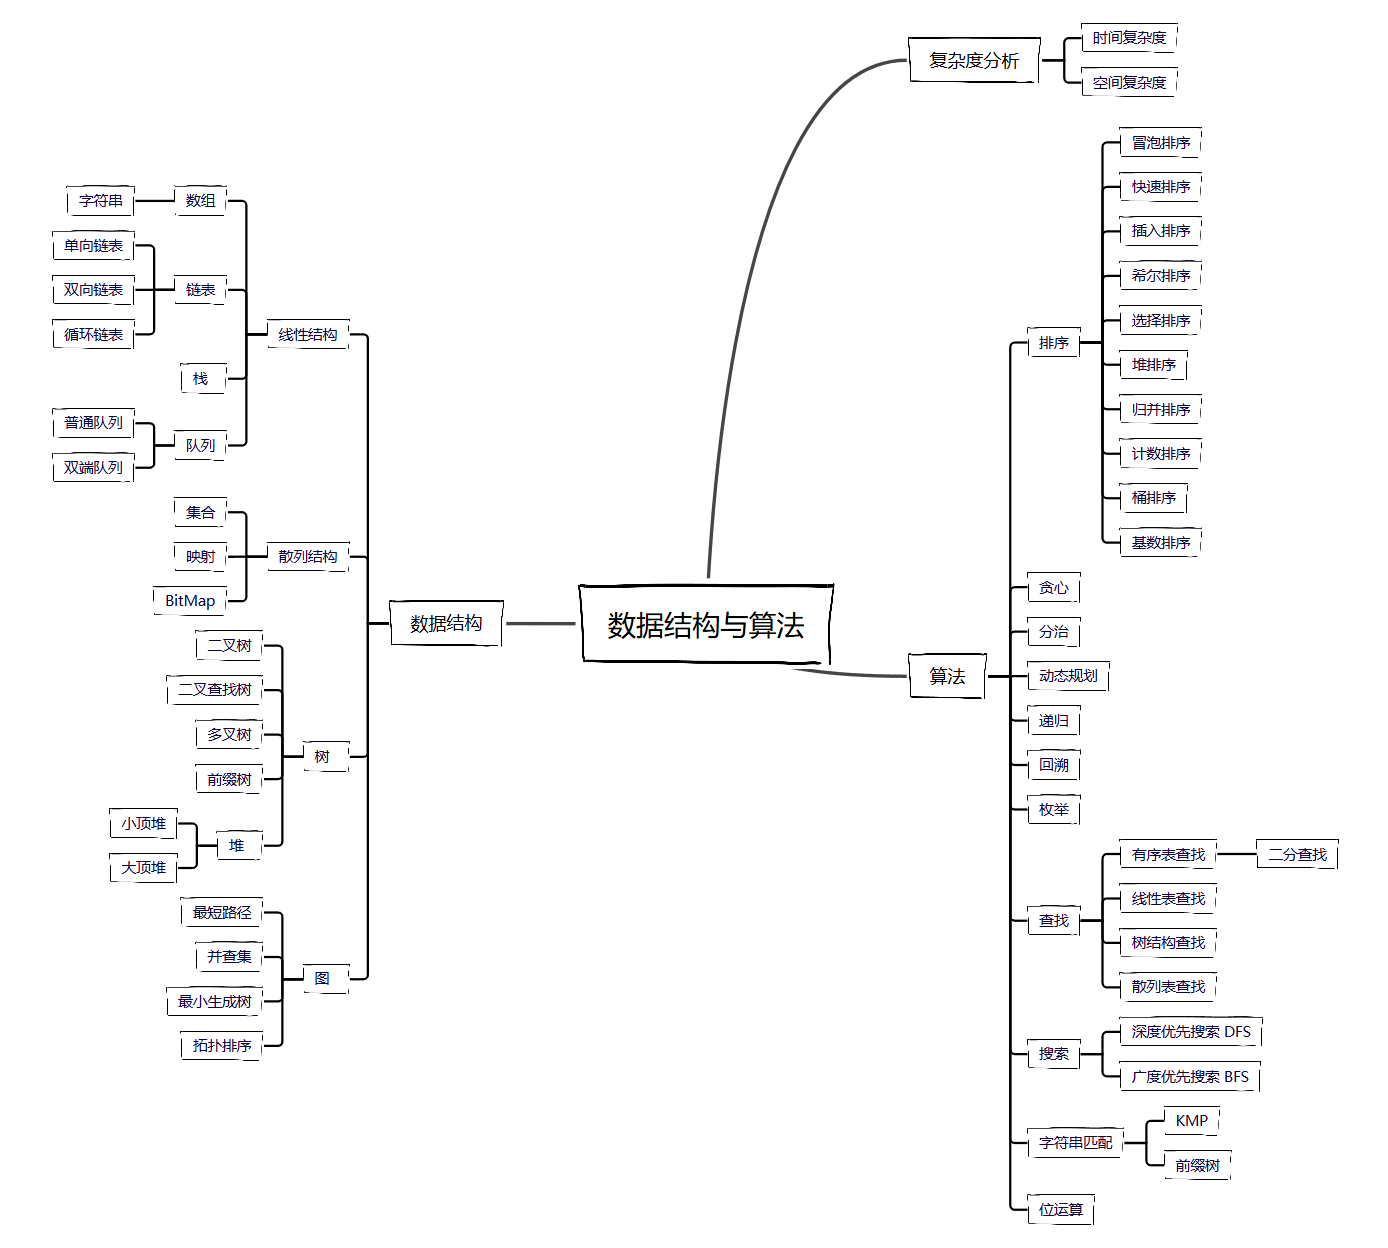 数据结构与算法
复杂度分析
时间复杂度
空间复杂度
算法
排序
冒泡排序
快速排序
插入排序
希尔排序
选择排序
堆排序
归并排序
计数排序
桶排序
基数排序
贪心
分治
动态规划
递归
回溯
枚举
查找
有序表查找
二分查找
线性表查找
树结构查找
散列表查找
搜索
深度优先搜索 DFS
广度优先搜索 BFS
字符串匹配
KMP
前缀树
位运算
数据结构
线性结构
数组
字符串
链表
单向链表
双向链表
循环链表
栈
队列
普通队列
双端队列
散列结构
集合
映射
BitMap
树
二叉树
二叉查找树
多叉树
前缀树
堆
小顶堆
大顶堆
图
最短路径
并查集
最小生成树
拓扑排序